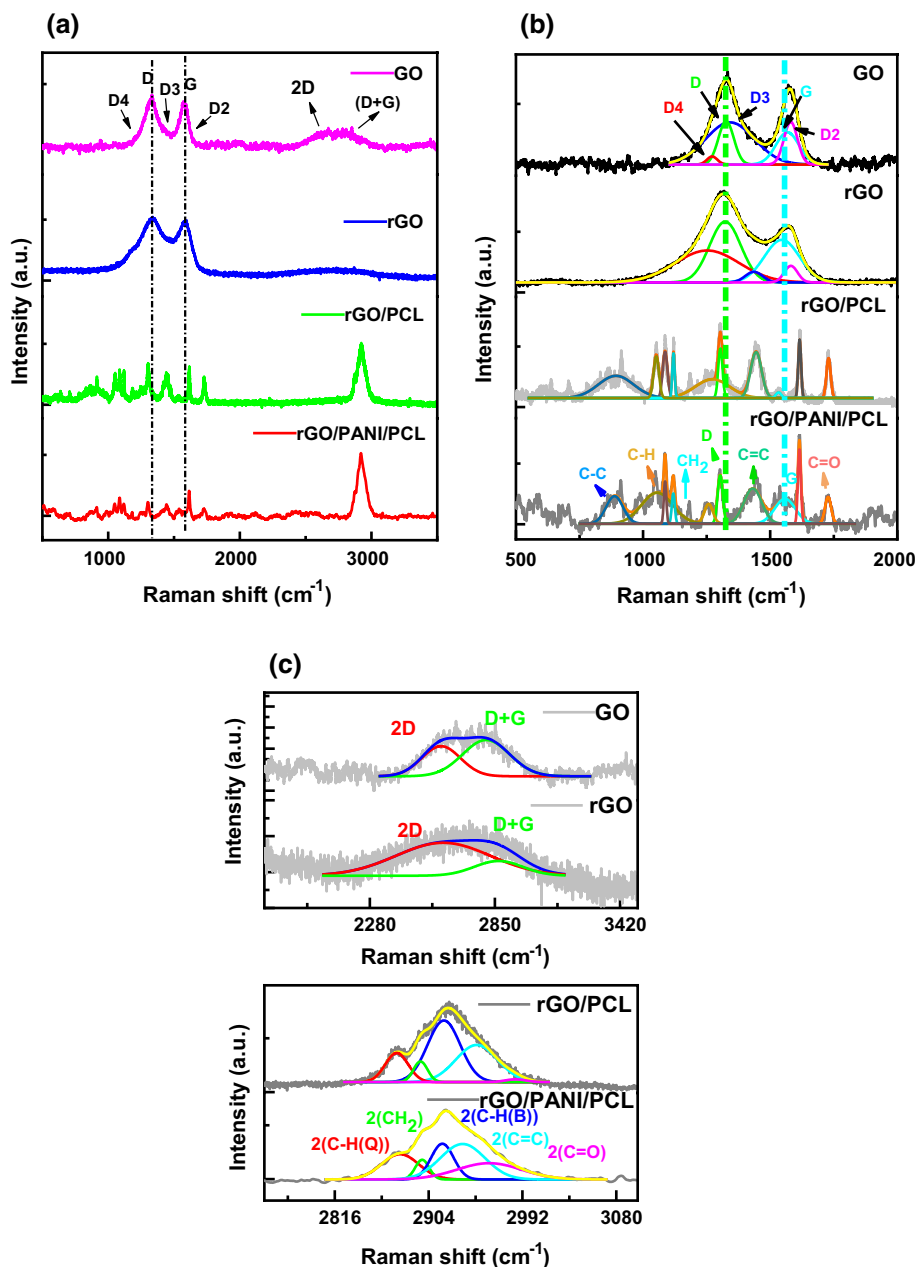 (a)
GO
D
D3
G
D4
D2
2D
(D+G)
rGO
rGO/PCL
rGO/PANI/PCL
Intensity (a.u.)
1000
2000
3000
Raman shift (cm⁻¹)
(b)
GO
D
D3
G
D4
D2
rGO
rGO/PCL
rGO/PANI/PCL
D
C=C
C-H
CH₂
C-C
G
C=O
Intensity (a.u.)
500
1000
1500
2000
Raman shift (cm⁻¹)
(c)
GO
D+G
2D
rGO
D+G
2D
Intensity (a.u.)
2280
2850
3420
Raman shift (cm⁻¹)
rGO/PCL
rGO/PANI/PCL
2(CH₂)
2(C-H(B))
2(C-H(Q))
2(C=C)
2(C=O)
Intensity (a.u.)
2816
2904
2992
3080
Raman shift (cm⁻¹)